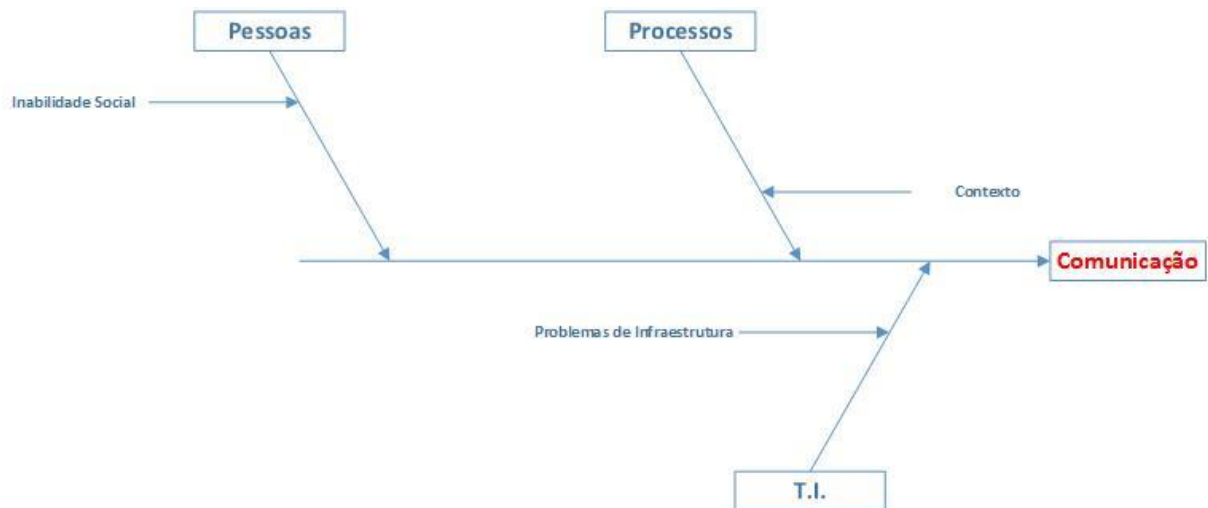 Pessoas
Processos
Inabilidade Social
Contexto
Comunicação
Problemas de Infraestrutura
T.I.